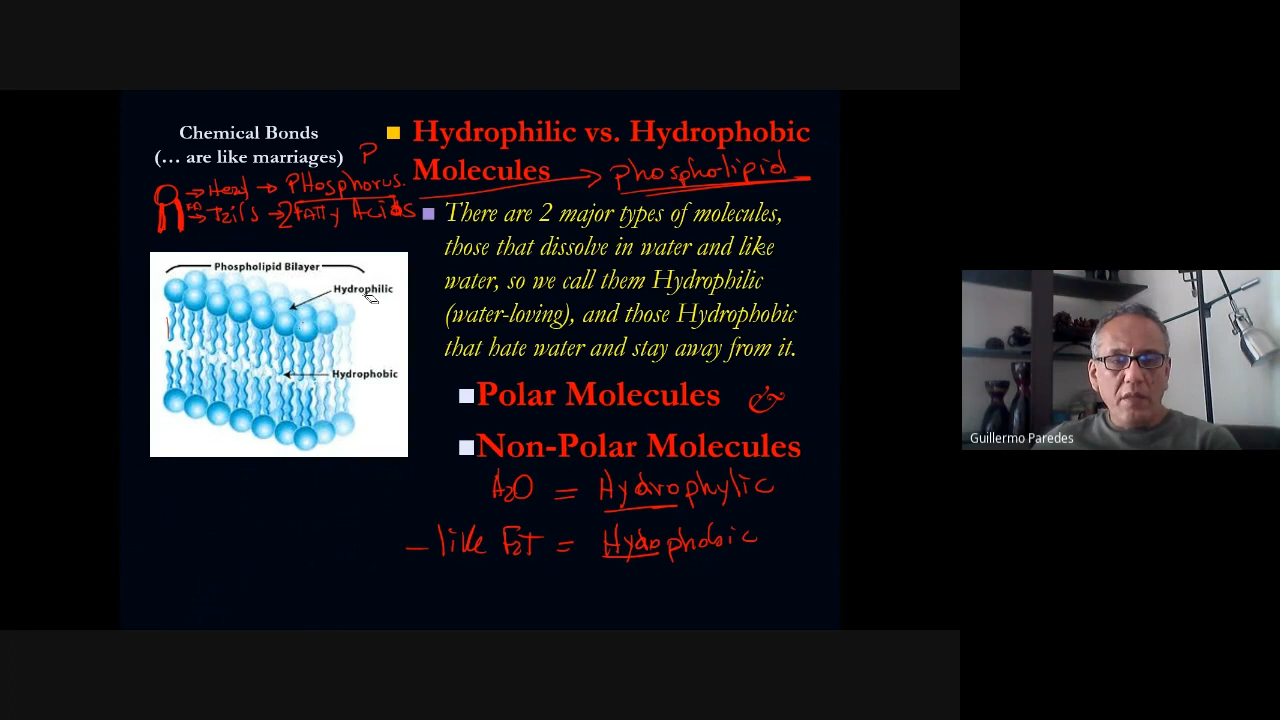 Chemical Bonds
(… are like marriages)
P
→ Head → PHosphorus.
FA
→ tails → 2 FATTy Acids
Phospholipid Bilayer
Hydrophilic
Hydrophobic
Hydrophilic vs. Hydrophobic
Molecules → phospholipid
There are 2 major types of molecules,
those that dissolve in water and like
water, so we call them Hydrophilic
(water-loving), and those Hydrophobic
that hate water and stay away from it.
Polar Molecules &
Non-Polar Molecules
H2O = Hydrophylic
– like FAT = Hydrophobic
Guillermo Paredes